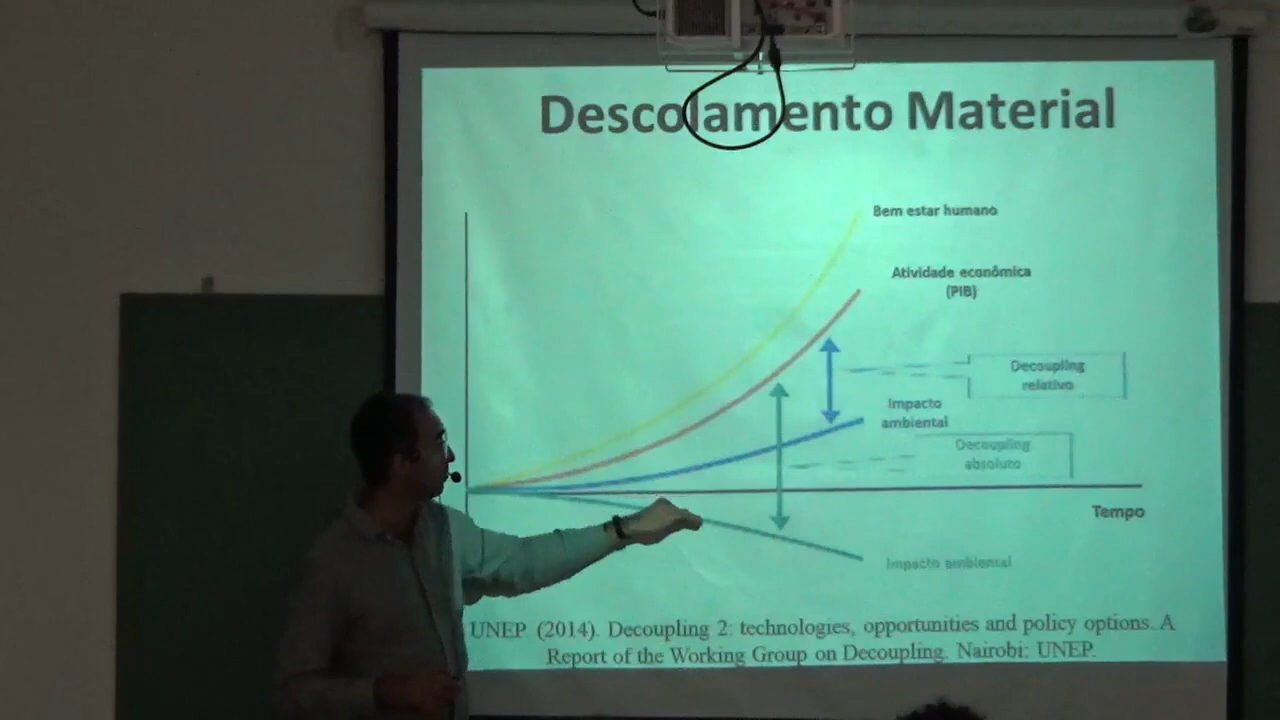 Descolamento Material
Bem estar humano
Atividade econômica
(PIB)
Decoupling
relativo
Impacto
ambiental
Decoupling
absoluto
Tempo
Impacto ambiental
UNEP. (2014). Decoupling 2: technologies, opportunities and policy options. A
Report of the Working Group on Decoupling. Nairobi: UNEP.